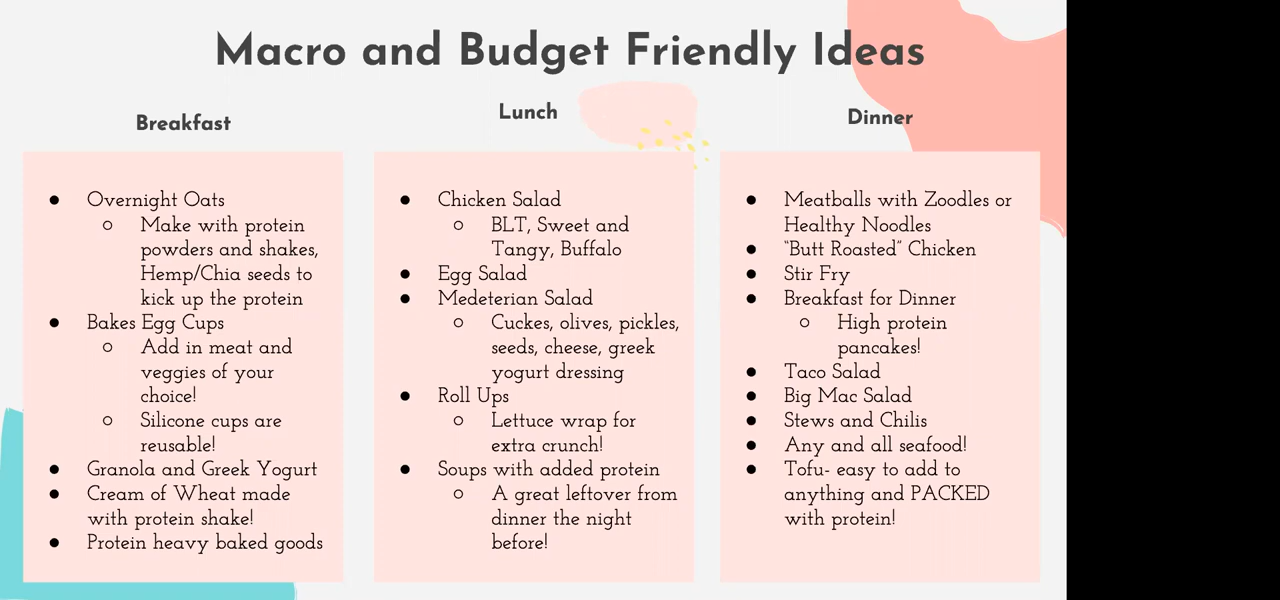 Macro and Budget Friendly Ideas
Breakfast
● Overnight Oats
○ Make with protein
powders and shakes,
Hemp/Chia seeds to
kick up the protein
● Bakes Egg Cups
○ Add in meat and
veggies of your
choice!
○ Silicone cups are
reusable!
● Granola and Greek Yogurt
● Cream of Wheat made
with protein shake!
● Protein heavy baked goods
Lunch
● Chicken Salad
○ BLT, Sweet and
Tangy, Buffalo
● Egg Salad
● Medeterian Salad
○ Cuckes, olives, pickles,
seeds, cheese, greek
yogurt dressing
● Roll Ups
○ Lettuce wrap for
extra crunch!
● Soups with added protein
○ A great leftover from
dinner the night
before!
Dinner
● Meatballs with Zoodles or
Healthy Noodles
● “Butt Roasted” Chicken
● Stir Fry
● Breakfast for Dinner
○ High protein
pancakes!
● Taco Salad
● Big Mac Salad
● Stews and Chilis
● Any and all seafood!
● Tofu- easy to add to
anything and PACKED
with protein!